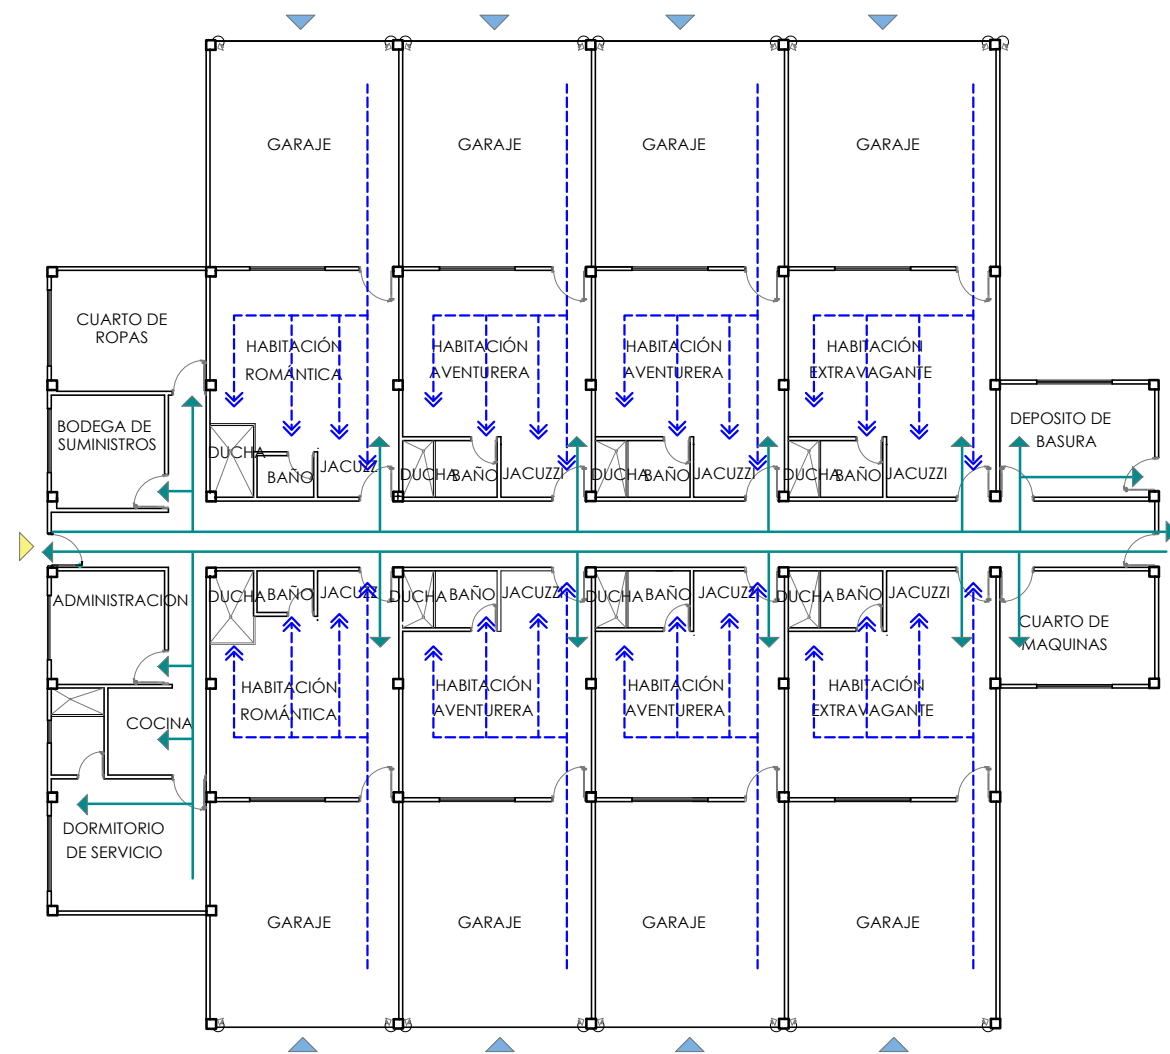 GARAJE
GARAJE
GARAJE
GARAJE
CUARTO DE
ROPAS
HABITACIÓN
ROMÁNTICA
HABITACIÓN
AVENTURERA
HABITACIÓN
AVENTURERA
HABITACIÓN
EXTRAVAGANTE
BODEGA DE
SUMINISTROS
DEPOSITO DE
BASURA
DUCHA
BAÑO
JACUZZI
DUCHA
BAÑO
JACUZZI
DUCHA
BAÑO
JACUZZI
DUCHA
BAÑO
JACUZZI
ADMINISTRACION
DUCHA
BAÑO
JACUZZI
DUCHA
BAÑO
JACUZZI
DUCHA
BAÑO
JACUZZI
DUCHA
BAÑO
JACUZZI
CUARTO DE
MAQUINAS
HABITACIÓN
ROMÁNTICA
HABITACIÓN
AVENTURERA
HABITACIÓN
AVENTURERA
HABITACIÓN
EXTRAVAGANTE
COCINA
DORMITORIO
DE SERVICIO
GARAJE
GARAJE
GARAJE
GARAJE